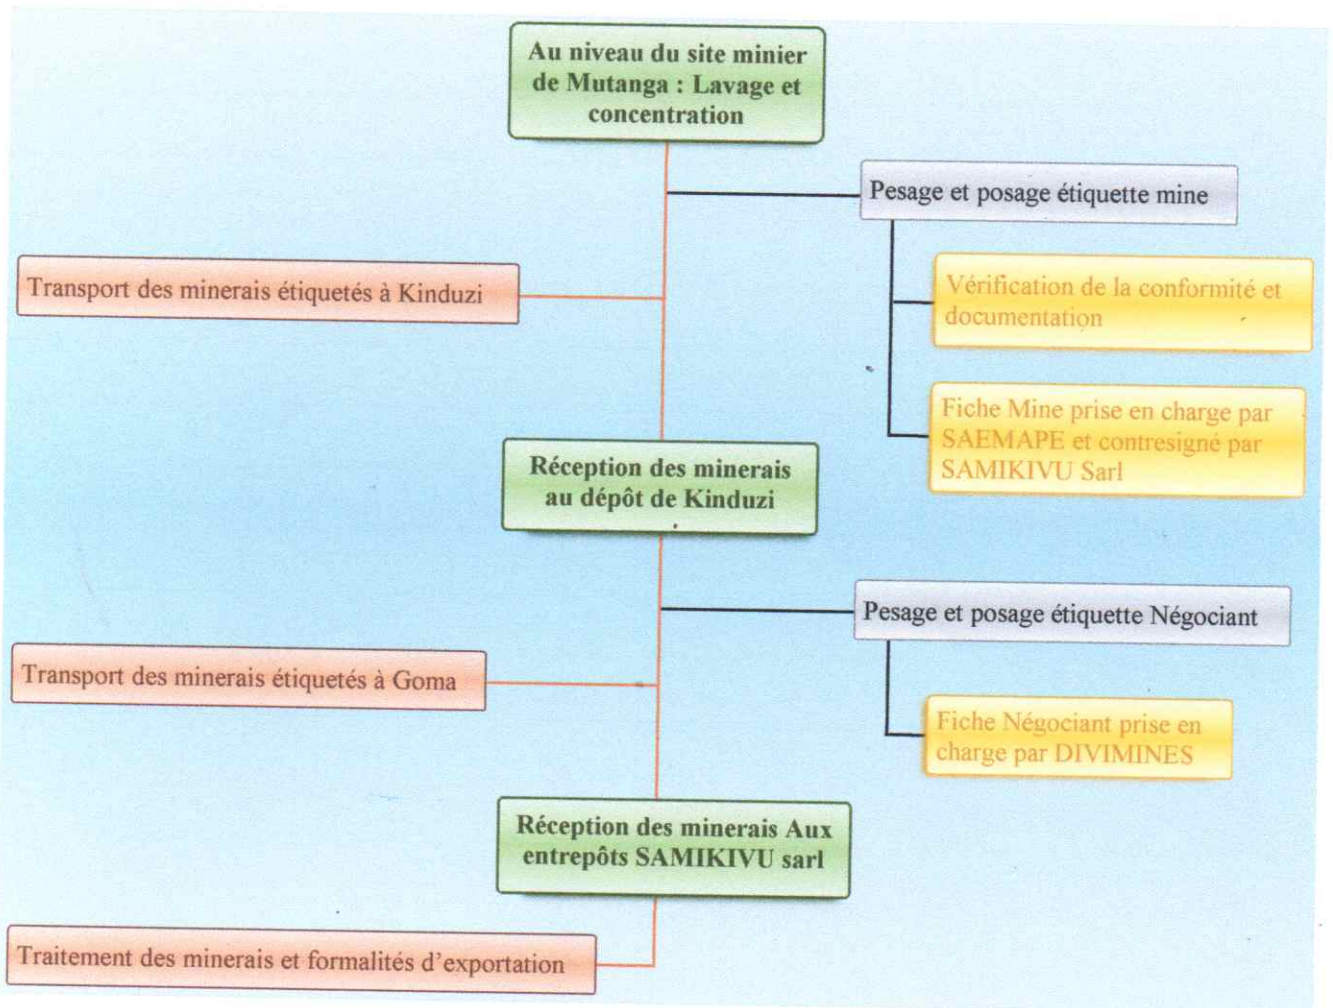 Au niveau du site minier
de Mutanga : Lavage et
concentration
Pesage et posage étiquette mine
Transport des minerais étiquetés à Kinduzi
Vérification de la conformité et
documentation
Fiche Mine prise en charge par
SAEMAPE et contresigné par
SAMIKIVU Sarl
Réception des minerais
au dépôt de Kinduzi
Pesage et posage étiquette Négociant
Transport des minerais étiquetés à Goma
Fiche Négociant prise en
charge par DIVIMINES
Réception des minerais Aux
entrepôts SAMIKIVU sarl
Traitement des minerais et formalités d'exportation